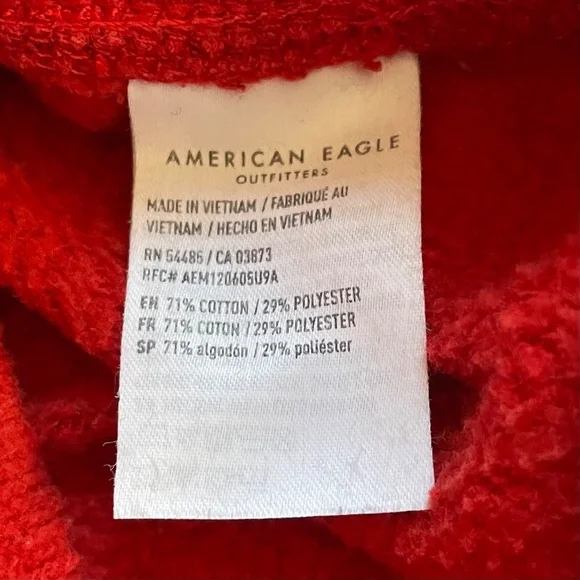 AMERICAN EAGLE
OUTFITTERS
MADE IN VIETNAM / FABRIQUÉ AU
VIETNAM / HECHO EN VIETNAM
RN 54485 / CA 03873
RFC# AEM120605U9A
EN 71% COTTON / 29% POLYESTER
FR 71% COTON / 29% POLYESTER
SP 71% algodón / 29% poliéster